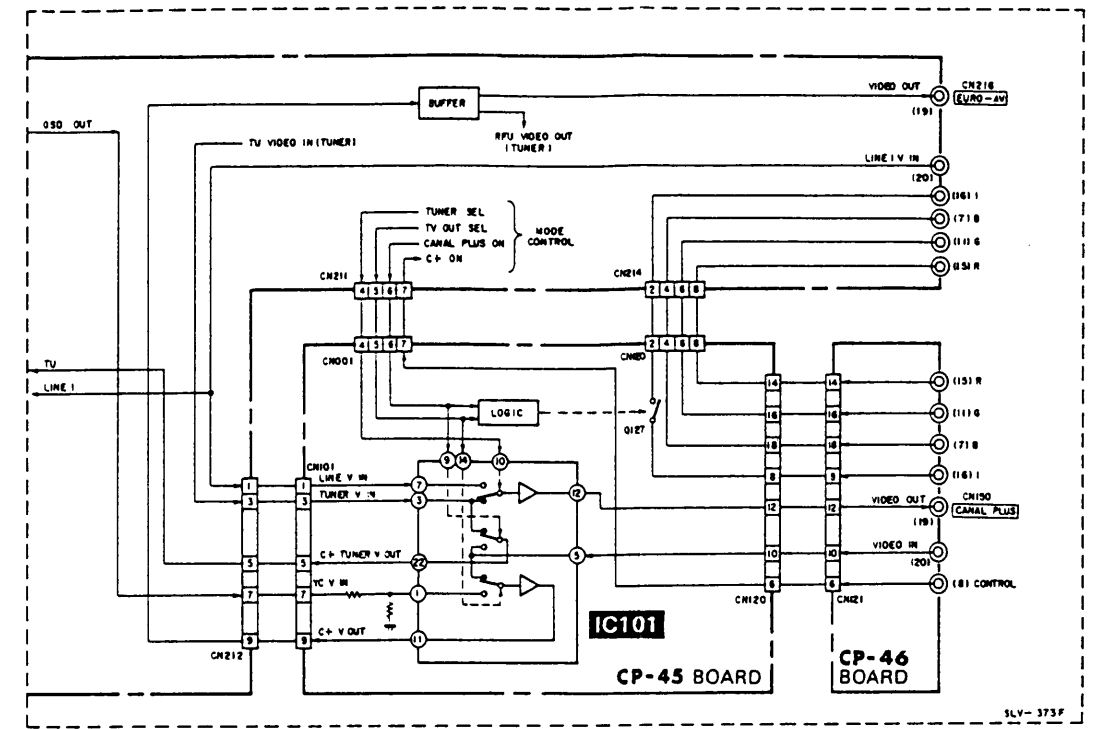 VIDEO OUT
CN216
EURO-AV
(19)
BUFFER
OSD OUT
RFU VIDEO OUT
(TUNER)
TU VIDEO IN (TUNER)
LINE 1 V IN
(20)
(16) I
(7) B
(11) G
(15) R
TUNER SEL
TV OUT SEL
CANAL PLUS ON
C+ ON
MODE
CONTROL
CN211
4 5 6 7
CN214
2 4 6 8
4 5 6 7
CN001
2 4 6 8
CN120
TU
LINE 1
LOGIC
Q127
14 14 (15) R
16 16 (11) G
18 18 (7) B
8 9 (16) I
12 12 VIDEO OUT
CN150
CANAL PLUS
(19)
10 10 VIDEO IN
(20)
6 6 (8) CONTROL
CN120 CN121
9 14 10
CN101
1 1 LINE V IN 7
3 3 TUNER V IN 3
12
5 5 C+ TUNER V OUT 22
5
7 7 YC V IN 1
9 9 C+ V OUT 11
CN212
IC101
CP-45 BOARD
CP-46
BOARD
SLV-373F